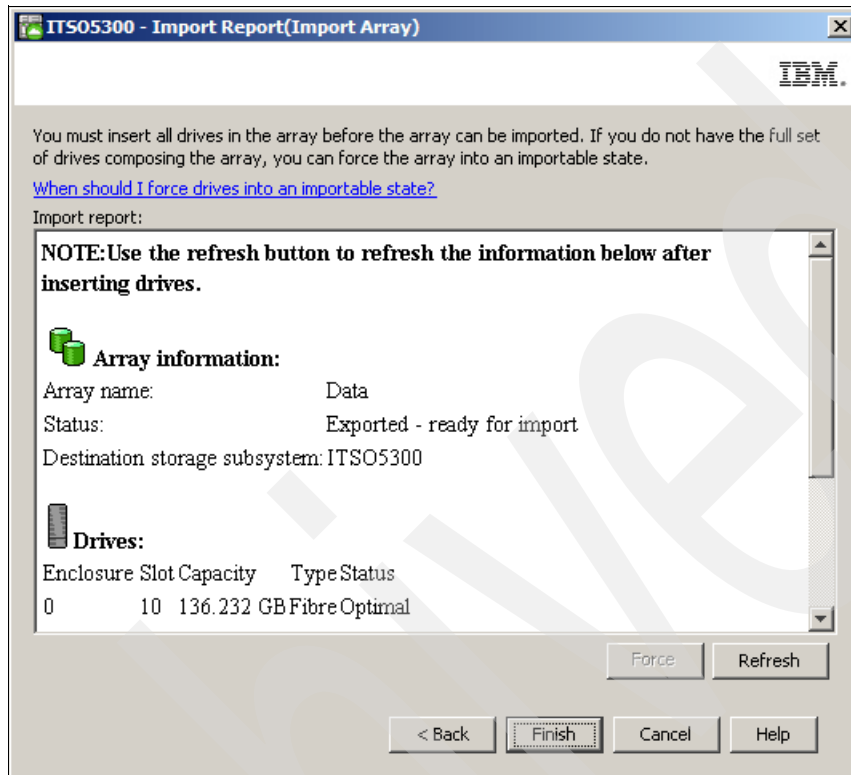 ITSO5300 - Import Report(Import Array)
IBM.
You must insert all drives in the array before the array can be imported. If you do not have the full set
of drives composing the array, you can force the array into an importable state.
When should I force drives into an importable state?
Import report:
NOTE:Use the refresh button to refresh the information below after
inserting drives.
Array information:
Array name: Data
Status: Exported - ready for import
Destination storage subsystem: ITSO5300
Drives:
Enclosure Slot Capacity Type Status
0 10 136.232 GB Fibre Optimal
Force Refresh
< Back Finish Cancel Help